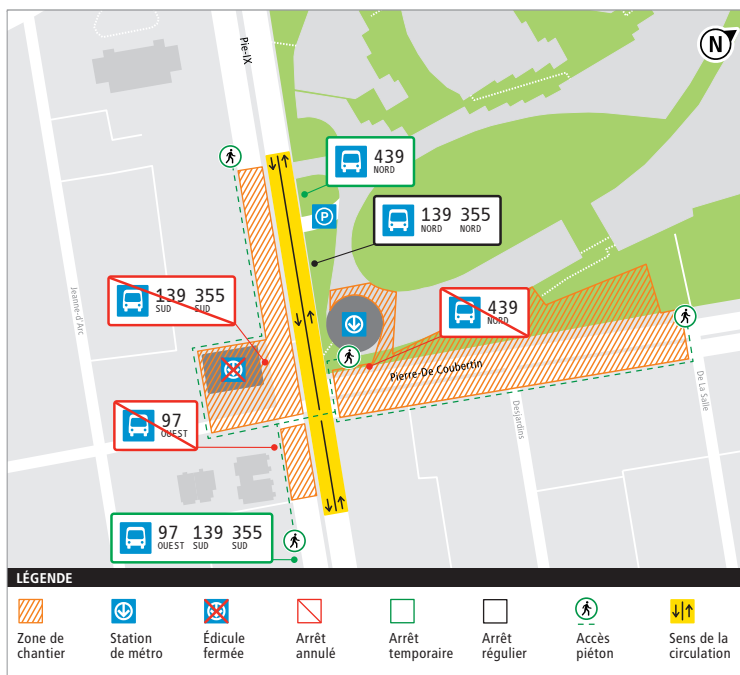 Pie-IX
N
439
NORD
P
139 355
NORD NORD
139 355
SUD SUD
439
NORD
Jeanne-d'Arc
Pierre-De Coubertin
De La Salle
Desjardins
97
OUEST
97 139 355
OUEST SUD SUD
LÉGENDE
Zone de
chantier
Station
de métro
Édicule
fermée
Arrêt
annulé
Arrêt
temporaire
Arrêt
régulier
Accès
piéton
Sens de la
circulation